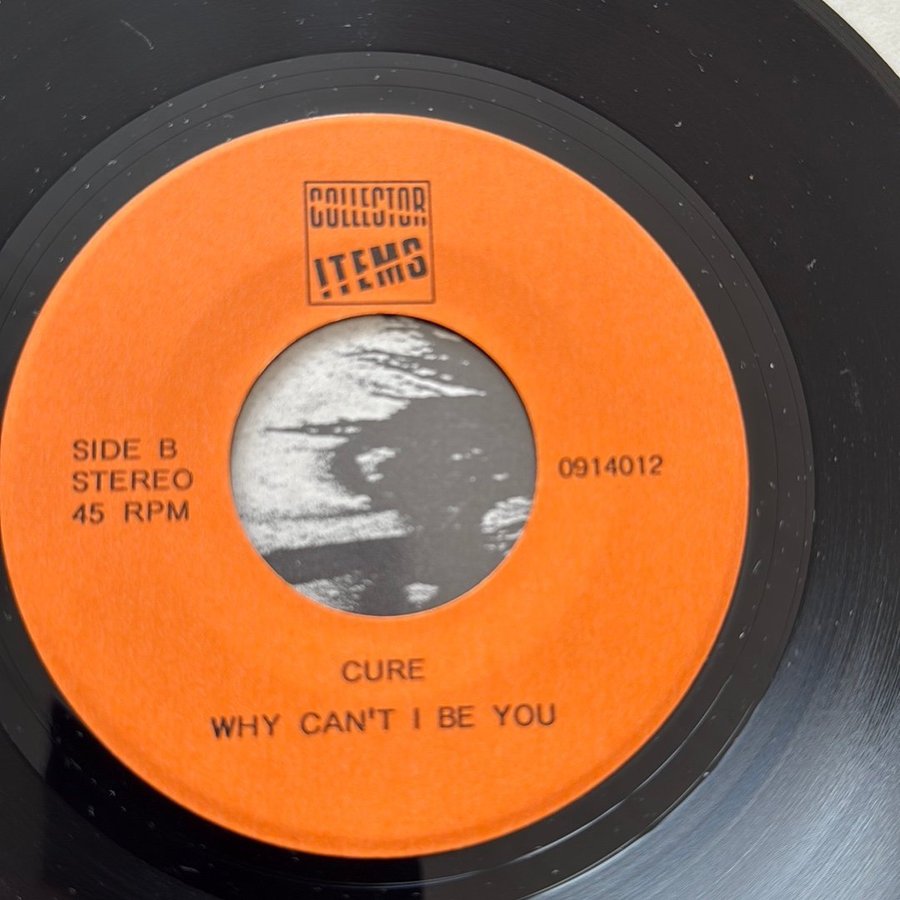 COLLECTOR
ITEMS
SIDE B
STEREO
45 RPM
0914012
CURE
WHY CAN'T I BE YOU